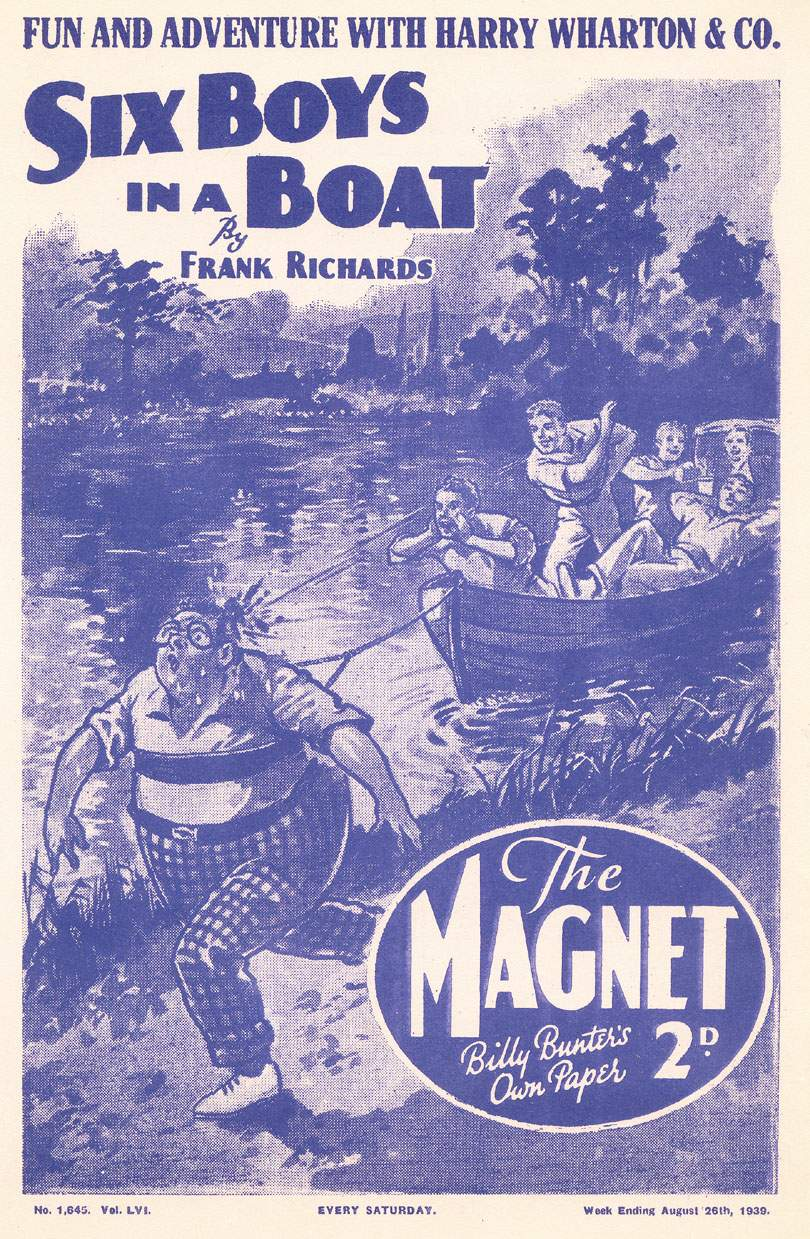 FUN AND ADVENTURE WITH HARRY WHARTON & CO.
SIX BOYS
IN A BOAT
By
FRANK RICHARDS
The
MAGNET
Billy Bunter's
Own Paper
2D.
No. 1,645. Vol. LVI.
EVERY SATURDAY.
Week Ending August 26th, 1939.